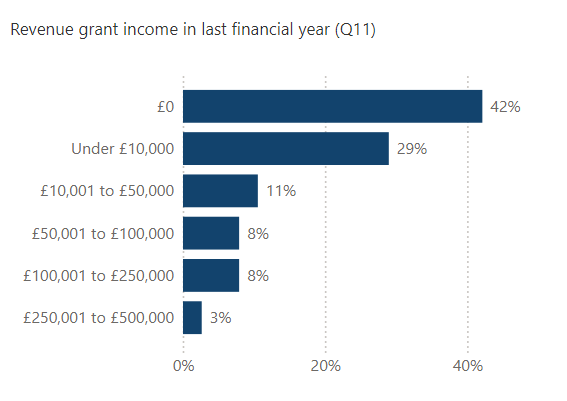 Revenue grant income in last financial year (Q11)
£0 42%
Under £10,000 29%
£10,001 to £50,000 11%
£50,001 to £100,000 8%
£100,001 to £250,000 8%
£250,001 to £500,000 3%
0% 20% 40%